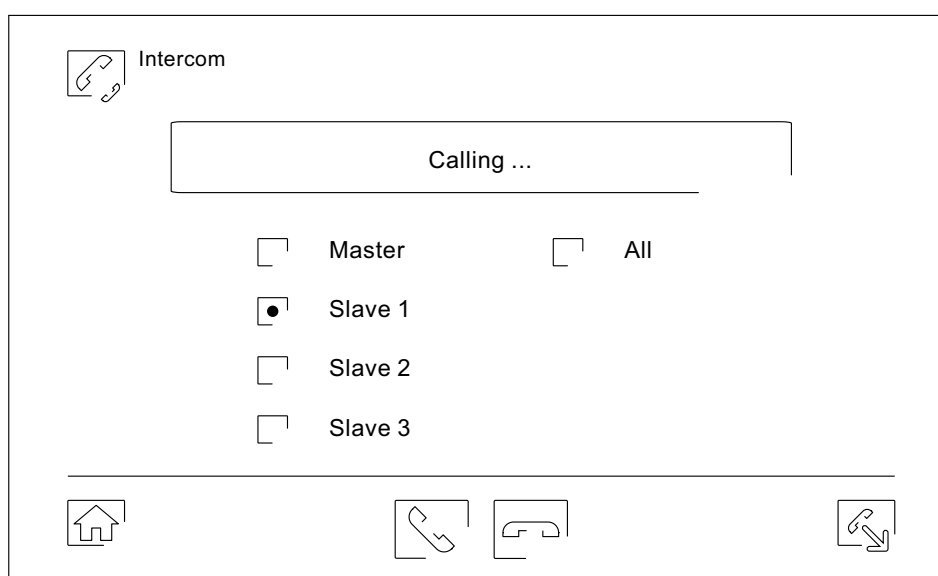 Intercom
Calling ...
Master
All
Slave 1
Slave 2
Slave 3